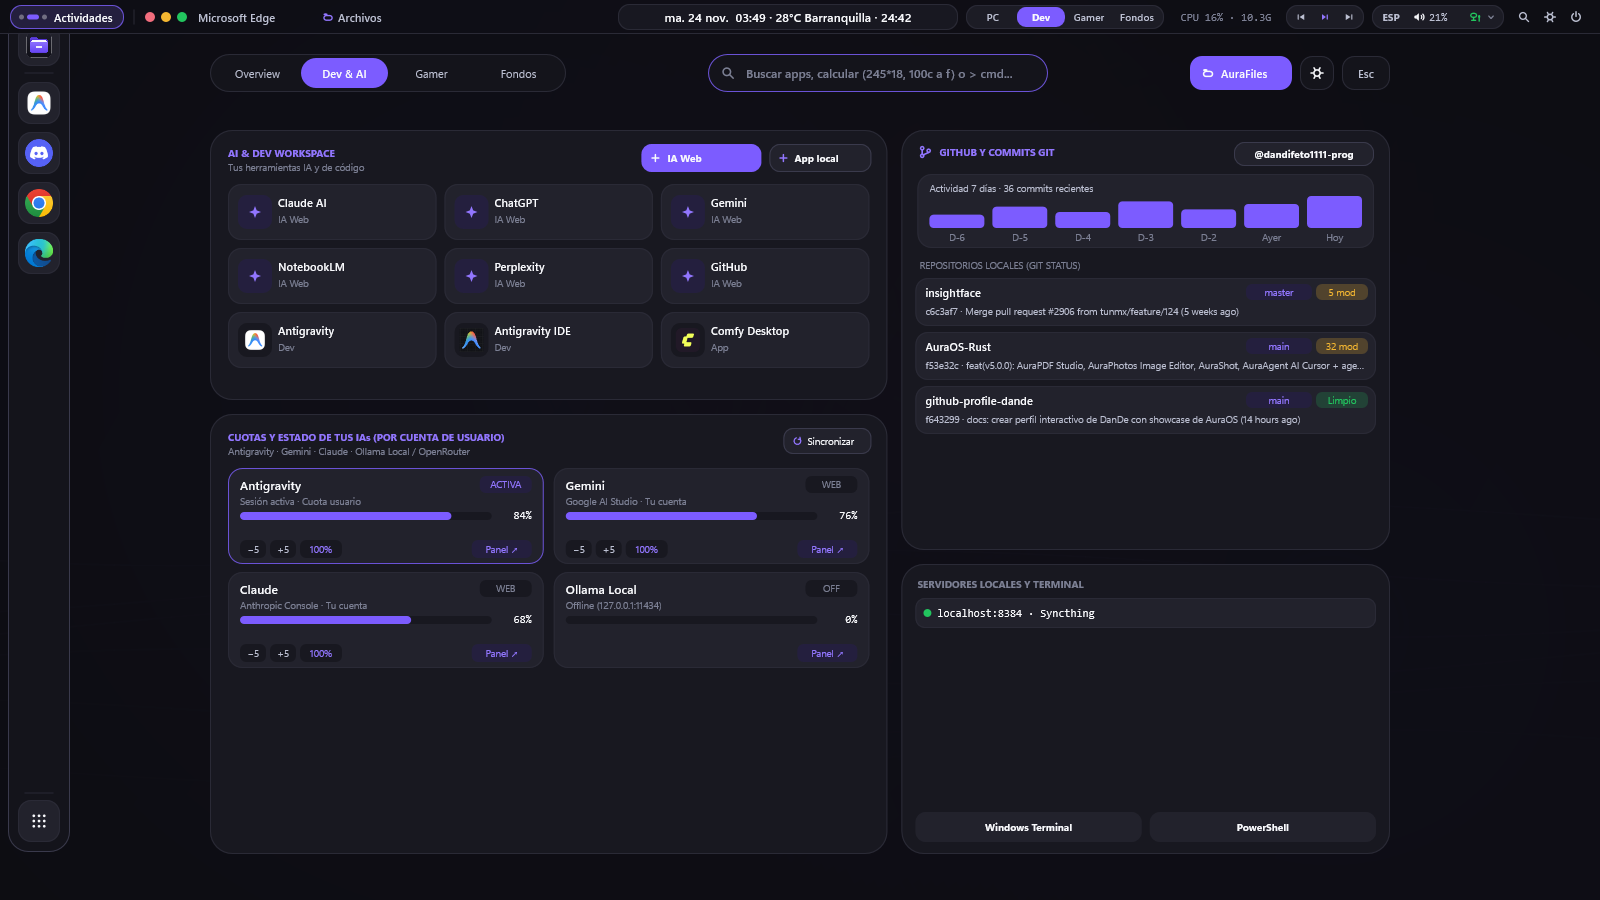 Actividades
Microsoft Edge
Archivos
ma. 24 nov.  03:49 · 28°C Barranquilla · 24:42
PC
Dev
Gamer
Fondos
CPU 16% · 10.3G
ESP
21%
Overview
Dev & AI
Gamer
Fondos
Buscar apps, calcular (245*18, 100c a f) o > cmd...
AuraFiles
Esc
AI & DEV WORKSPACE
Tus herramientas IA y de código
+ IA Web
+ App local
Claude AI
IA Web
ChatGPT
IA Web
Gemini
IA Web
NotebookLM
IA Web
Perplexity
IA Web
GitHub
IA Web
Antigravity
Dev
Antigravity IDE
Dev
Comfy Desktop
App
CUOTAS Y ESTADO DE TUS IAs (POR CUENTA DE USUARIO)
Antigravity · Gemini · Claude · Ollama Local / OpenRouter
Sincronizar
Antigravity
ACTIVA
Sesión activa · Cuota usuario
84%
−5
+5
100%
Panel ↗
Gemini
WEB
Google AI Studio · Tu cuenta
76%
−5
+5
100%
Panel ↗
Claude
WEB
Anthropic Console · Tu cuenta
68%
−5
+5
100%
Panel ↗
Ollama Local
OFF
Offline (127.0.0.1:11434)
0%
Panel ↗
GITHUB Y COMMITS GIT
@dandifeto1111-prog
Actividad 7 días · 36 commits recientes
D-6
D-5
D-4
D-3
D-2
Ayer
Hoy
REPOSITORIOS LOCALES (GIT STATUS)
insightface
master
5 mod
c6c3af7 · Merge pull request #2906 from tunmx/feature/124 (5 weeks ago)
AuraOS-Rust
main
32 mod
f53e32c · feat(v5.0.0): AuraPDF Studio, AuraPhotos Image Editor, AuraShot, AuraAgent AI Cursor + age...
github-profile-dande
main
Limpio
f643299 · docs: crear perfil interactivo de DanDe con showcase de AuraOS (14 hours ago)
SERVIDORES LOCALES Y TERMINAL
localhost:8384 · Syncthing
Windows Terminal
PowerShell